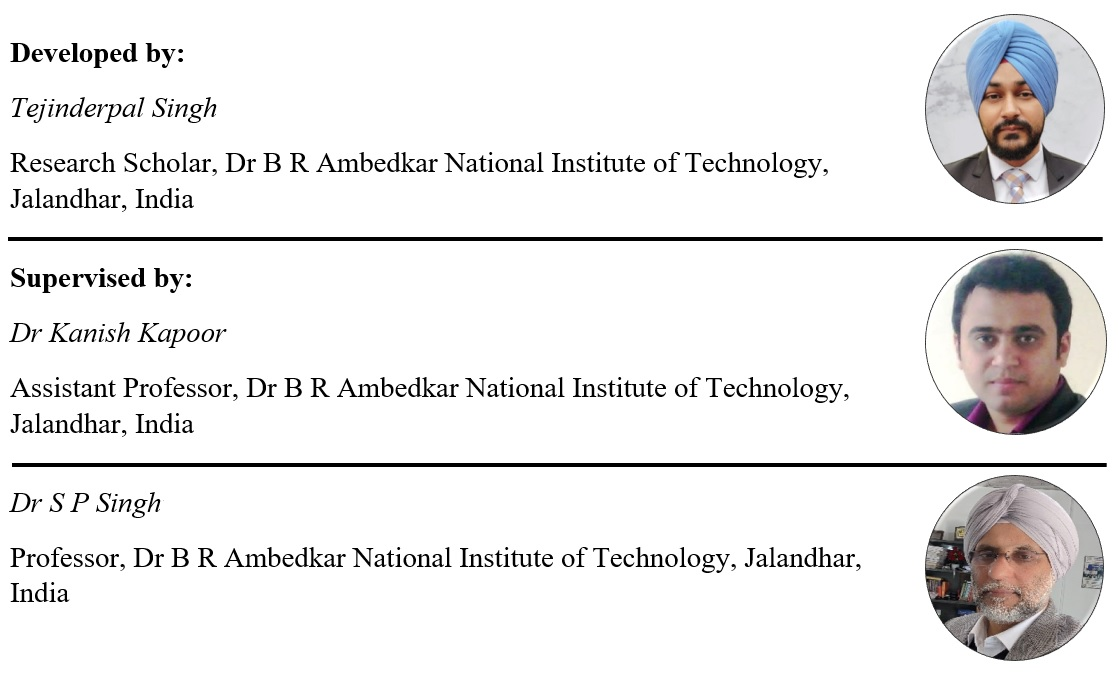 Developed by:
Tejinderpal Singh
Research Scholar, Dr B R Ambedkar National Institute of Technology,
Jalandhar, India
Supervised by:
Dr Kanish Kapoor
Assistant Professor, Dr B R Ambedkar National Institute of Technology,
Jalandhar, India
Dr S P Singh
Professor, Dr B R Ambedkar National Institute of Technology, Jalandhar,
India